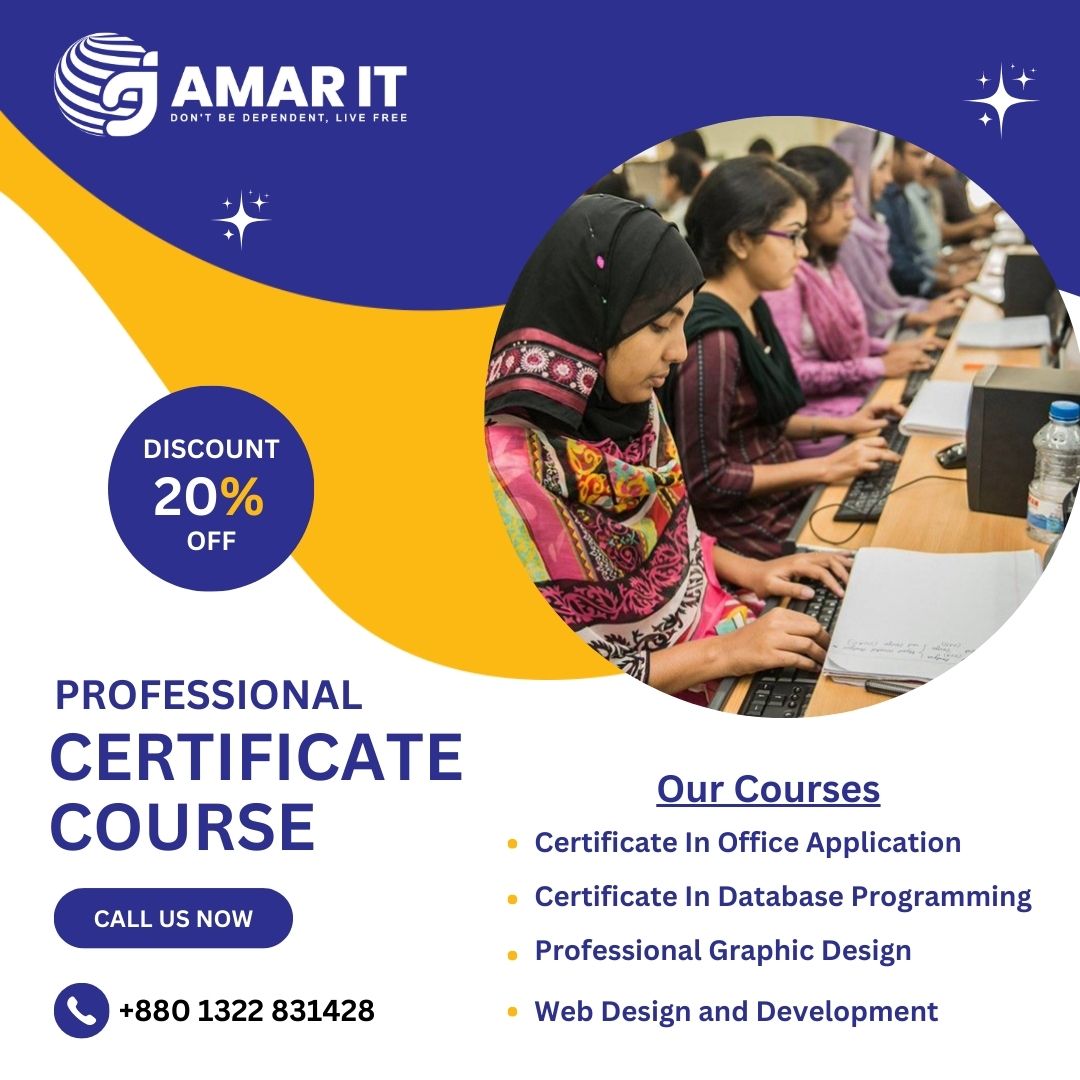 AMAR IT
DON'T BE DEPENDENT, LIVE FREE
DISCOUNT
20%
OFF
PROFESSIONAL
CERTIFICATE
COURSE
CALL US NOW
+880 1322 831428
Our Courses
Certificate In Office Application
Certificate In Database Programming
Professional Graphic Design
Web Design and Development